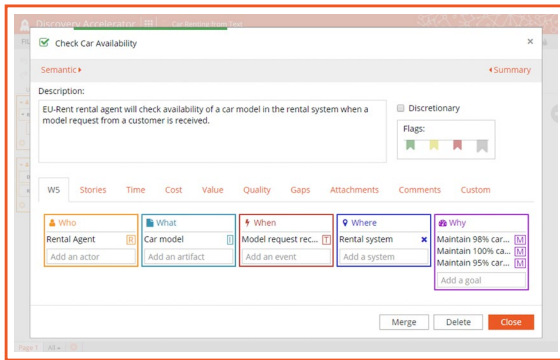 Discovery Accelerator
Car Renting from Text
Check Car Availability
×
Semantic
Summary
Description:
EU-Rent rental agent will check availability of a car model in the rental system when a
model request from a customer is received.
Discretionary
Flags:
W5 Stories Time Cost Value Quality Gaps Attachments Comments Custom
Who
Rental Agent R
Add an actor
What
Car model I
Add an artifact
When
Model request rec... T
Add an event
Where
Rental system ×
Add a system
Why
Maintain 98% car... M
Maintain 100% ca... M
Maintain 95% car... M
Add a goal
Merge Delete Close
Page 1 All